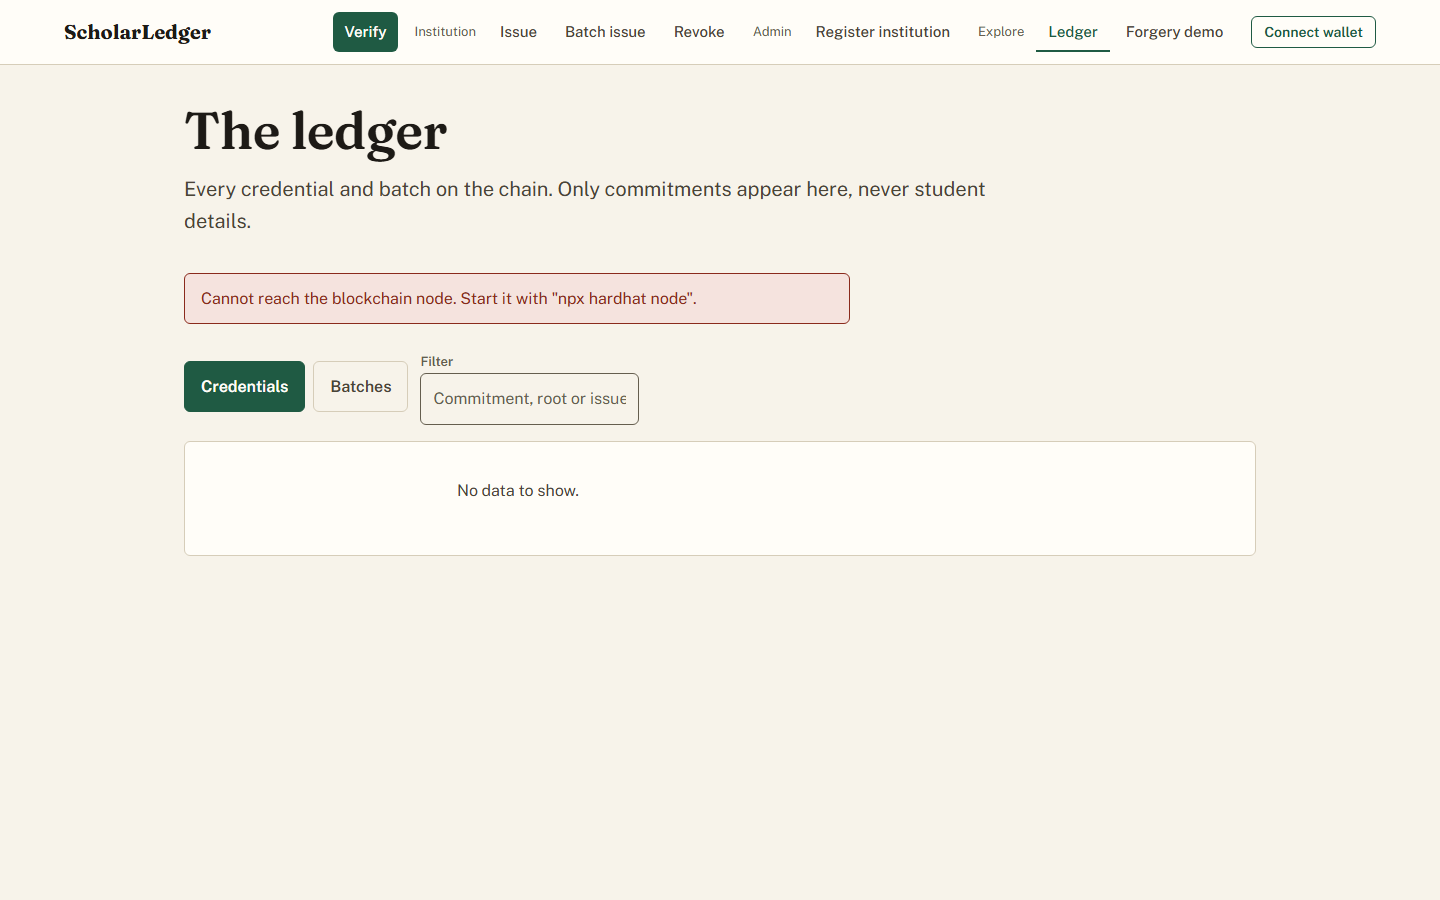 ScholarLedger
Verify Institution Issue Batch issue Revoke Admin Register institution Explore Ledger Forgery demo Connect wallet
The ledger
Every credential and batch on the chain. Only commitments appear here, never student
details.
Cannot reach the blockchain node. Start it with "npx hardhat node".
Filter
Credentials Batches Commitment, root or issue
No data to show.